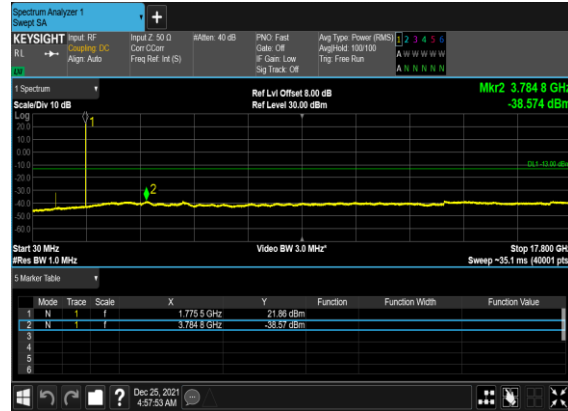 Spectrum Analyzer 1
Swept SA
+
KEYSIGHT Input: RF Input Z: 50 Ω #Atten: 40 dB PNO: Fast Avg Type: Power (RMS) 1 2 3 4 5 6
RL Coupling: DC Corr CCorr Gate: Off Avg|Hold: 100/100 A W W W W W
Align: Auto Freq Ref: Int (S) IF Gain: Low Trig: Free Run
Sig Track: Off A N N N N N
LXI
1 Spectrum Ref Lvl Offset 8.00 dB Mkr2 3.784 8 GHz
Scale/Div 10 dB Ref Level 30.00 dBm -38.574 dBm
Log
20.0
10.0
0.00
-10.0
-20.0
-30.0
-40.0
-50.0
-60.0
1
DL1 -13.00 dBm
2
Start 30 MHz Video BW 3.0 MHz* Stop 17.800 GHz
#Res BW 1.0 MHz Sweep ~35.1 ms (40001 pts)
5 Marker Table
Mode Trace Scale X Y Function Function Width Function Value
1 N 1 f 1.775 5 GHz 21.86 dBm
2 N 1 f 3.784 8 GHz -38.57 dBm
3
4
5
6
? Dec 25, 2021
4:57:53 AM